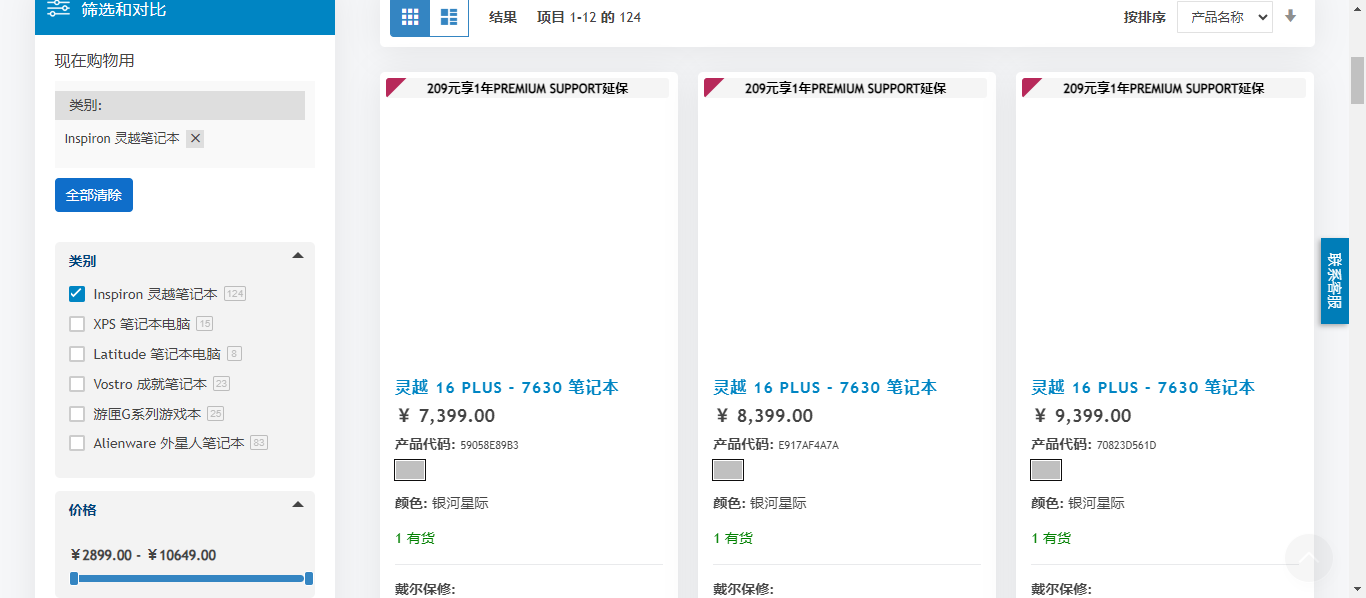 筛选和对比
现在购物用
类别:
Inspiron 灵越笔记本
全部清除
类别
Inspiron 灵越笔记本 124
XPS 笔记本电脑 15
Latitude 笔记本电脑 8
Vostro 成就笔记本 23
游匣G系列游戏本 25
Alienware 外星人笔记本 83
价格
￥2899.00 - ￥10649.00
结果 项目 1-12 的 124
按排序 产品名称
209元享1年PREMIUM SUPPORT延保
灵越 16 PLUS - 7630 笔记本
￥ 7,399.00
产品代码: 59058E89B3
颜色: 银河星际
1 有货
戴尔保修:
209元享1年PREMIUM SUPPORT延保
灵越 16 PLUS - 7630 笔记本
￥ 8,399.00
产品代码: E917AF4A7A
颜色: 银河星际
1 有货
戴尔保修:
209元享1年PREMIUM SUPPORT延保
灵越 16 PLUS - 7630 笔记本
￥ 9,399.00
产品代码: 70823D561D
颜色: 银河星际
1 有货
戴尔保修:
联系客服